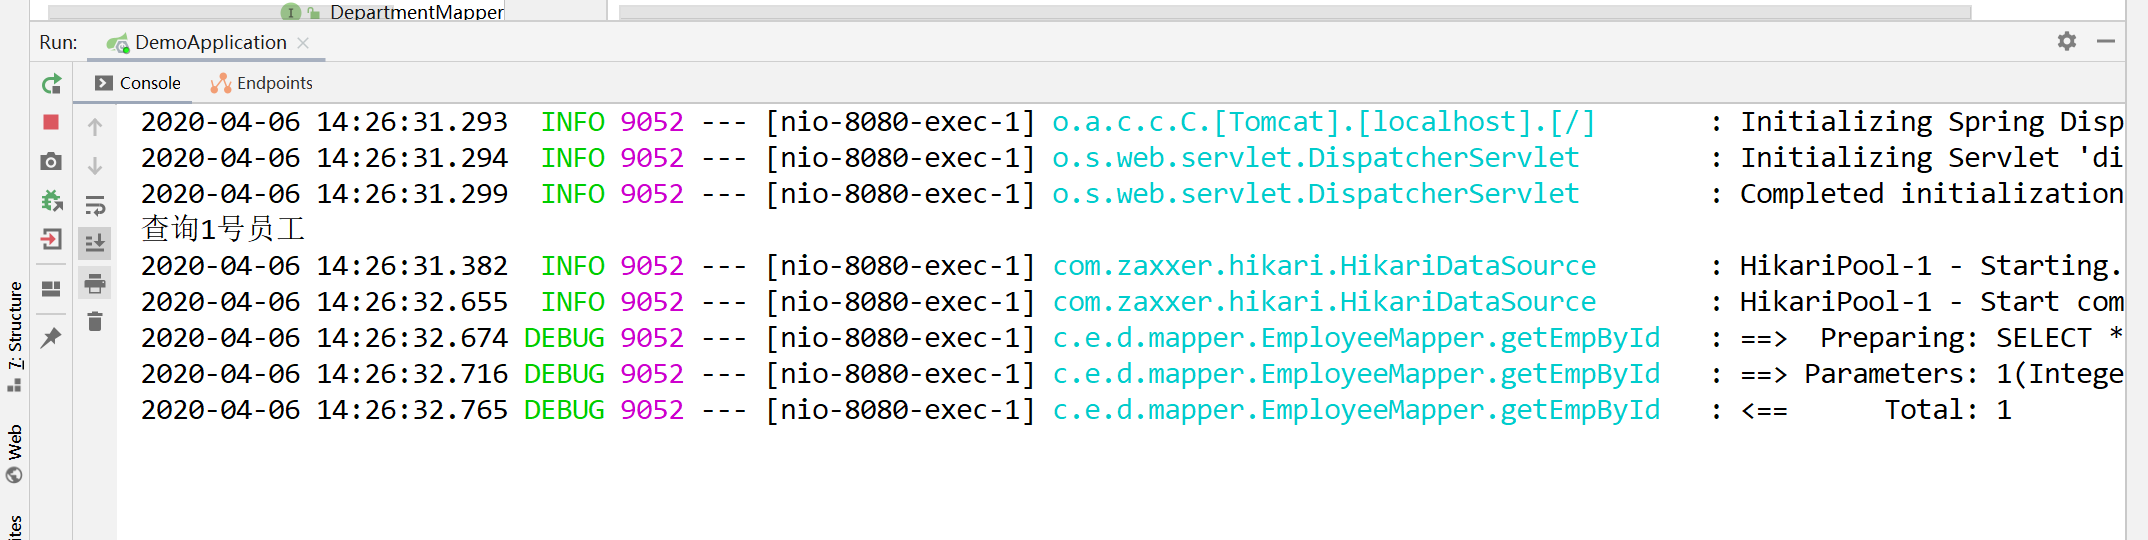 DepartmentMapper
Run: DemoApplication
Console Endpoints
2020-04-06 14:26:31.293  INFO 9052 --- [nio-8080-exec-1] o.a.c.c.C.[Tomcat].[localhost].[/]       : Initializing Spring Disp
2020-04-06 14:26:31.294  INFO 9052 --- [nio-8080-exec-1] o.s.web.servlet.DispatcherServlet        : Initializing Servlet 'di
2020-04-06 14:26:31.299  INFO 9052 --- [nio-8080-exec-1] o.s.web.servlet.DispatcherServlet        : Completed initialization
查询1号员工
2020-04-06 14:26:31.382  INFO 9052 --- [nio-8080-exec-1] com.zaxxer.hikari.HikariDataSource       : HikariPool-1 - Starting.
2020-04-06 14:26:32.655  INFO 9052 --- [nio-8080-exec-1] com.zaxxer.hikari.HikariDataSource       : HikariPool-1 - Start com
2020-04-06 14:26:32.674 DEBUG 9052 --- [nio-8080-exec-1] c.e.d.mapper.EmployeeMapper.getEmpById   : ==>  Preparing: SELECT *
2020-04-06 14:26:32.716 DEBUG 9052 --- [nio-8080-exec-1] c.e.d.mapper.EmployeeMapper.getEmpById   : ==> Parameters: 1(Intege
2020-04-06 14:26:32.765 DEBUG 9052 --- [nio-8080-exec-1] c.e.d.mapper.EmployeeMapper.getEmpById   : <==      Total: 1
7: Structure
Web
ites